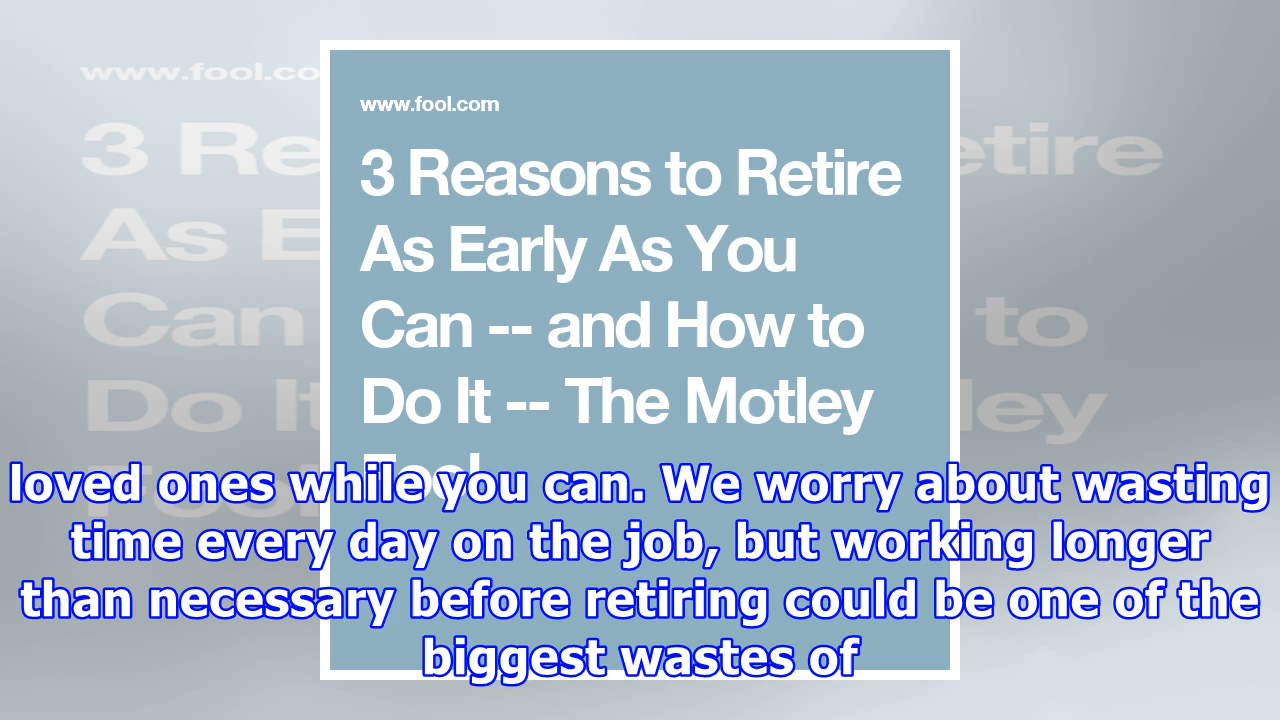 www.fool.com
3 Reasons to Retire
As Early As You
Can -- and How to
Do It -- The Motley
Fool
loved ones while you can. We worry about wasting
time every day on the job, but working longer
than necessary before retiring could be one of the
biggest wastes of